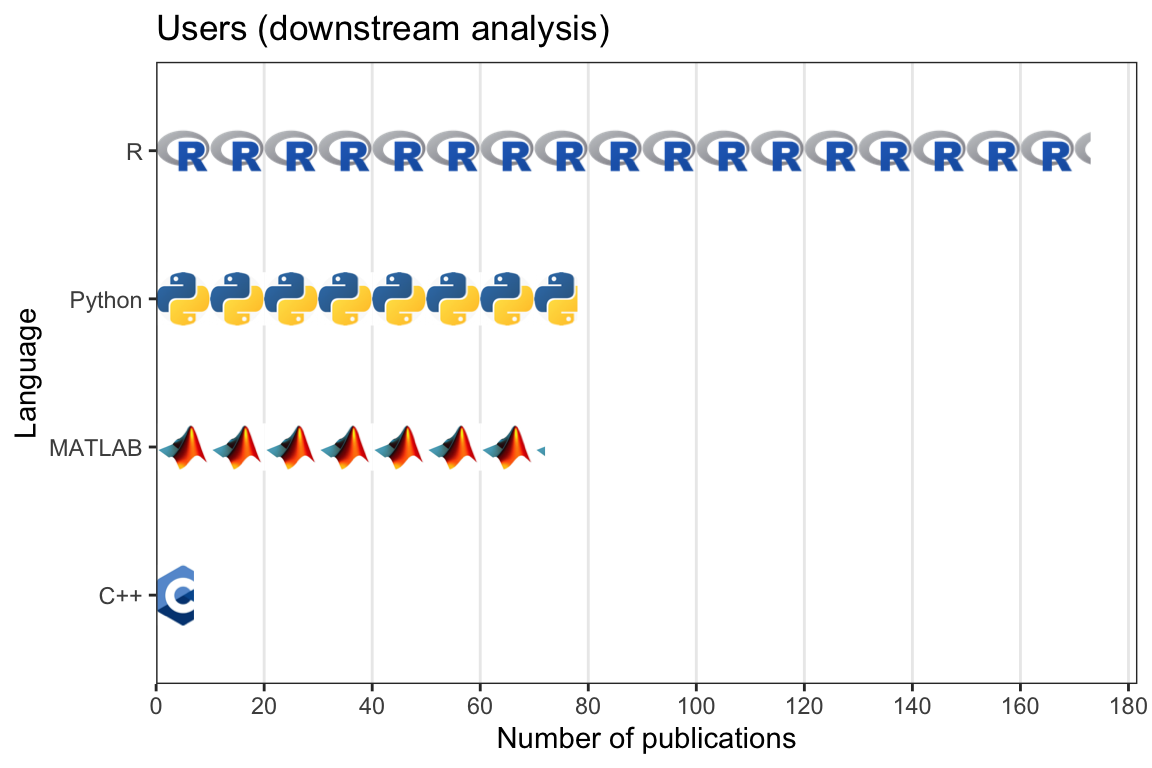 Users (downstream analysis)
R
R R R R R R R R R R R R R R R R R
Python
MATLAB
C++
C
Language
0 20 40 60 80 100 120 140 160 180
Number of publications